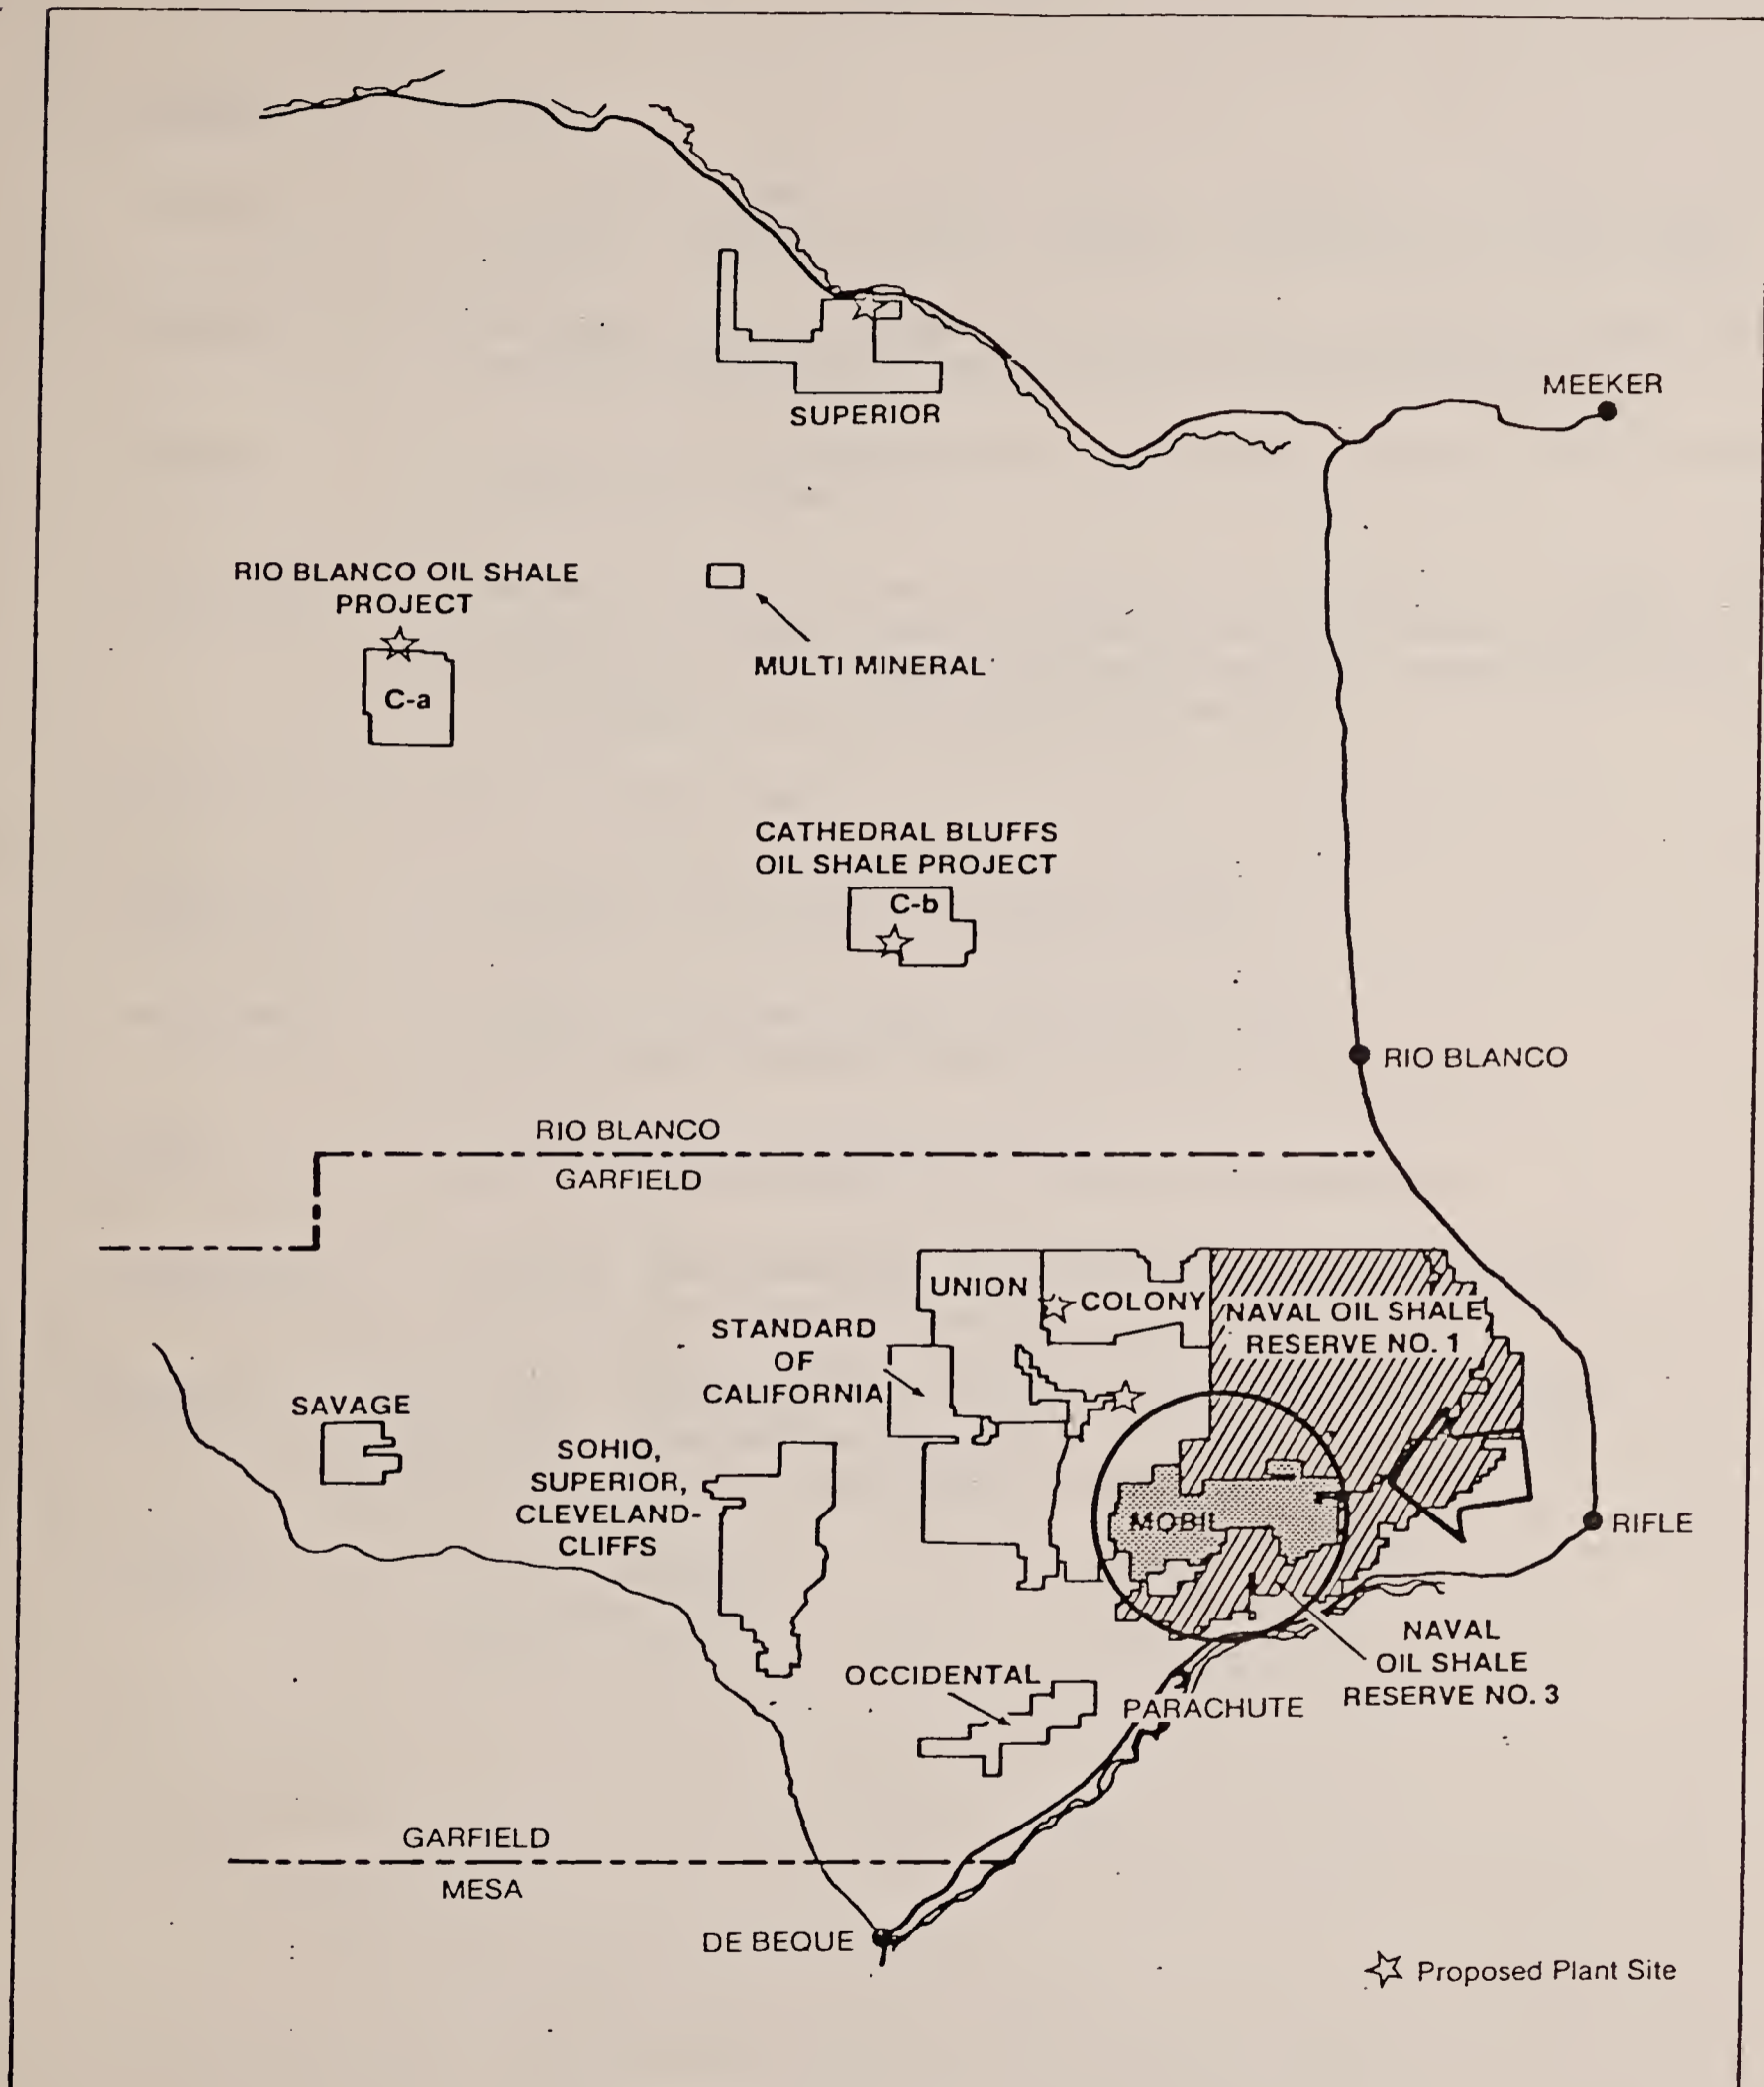 MEEKER
SUPERIOR
RIO BLANCO OIL SHALE
PROJECT
C-a
MULTI MINERAL
CATHEDRAL BLUFFS
OIL SHALE PROJECT
C-b
RIO BLANCO
RIO BLANCO
GARFIELD
UNION
COLONY
NAVAL OIL SHALE
RESERVE NO. 1
STANDARD
OF
CALIFORNIA
SAVAGE
SOHIO,
SUPERIOR,
CLEVELAND-
CLIFFS
MOBIL
RIFLE
NAVAL
OIL SHALE
RESERVE NO. 3
OCCIDENTAL
PARACHUTE
GARFIELD
MESA
DE BEQUE
Proposed Plant Site